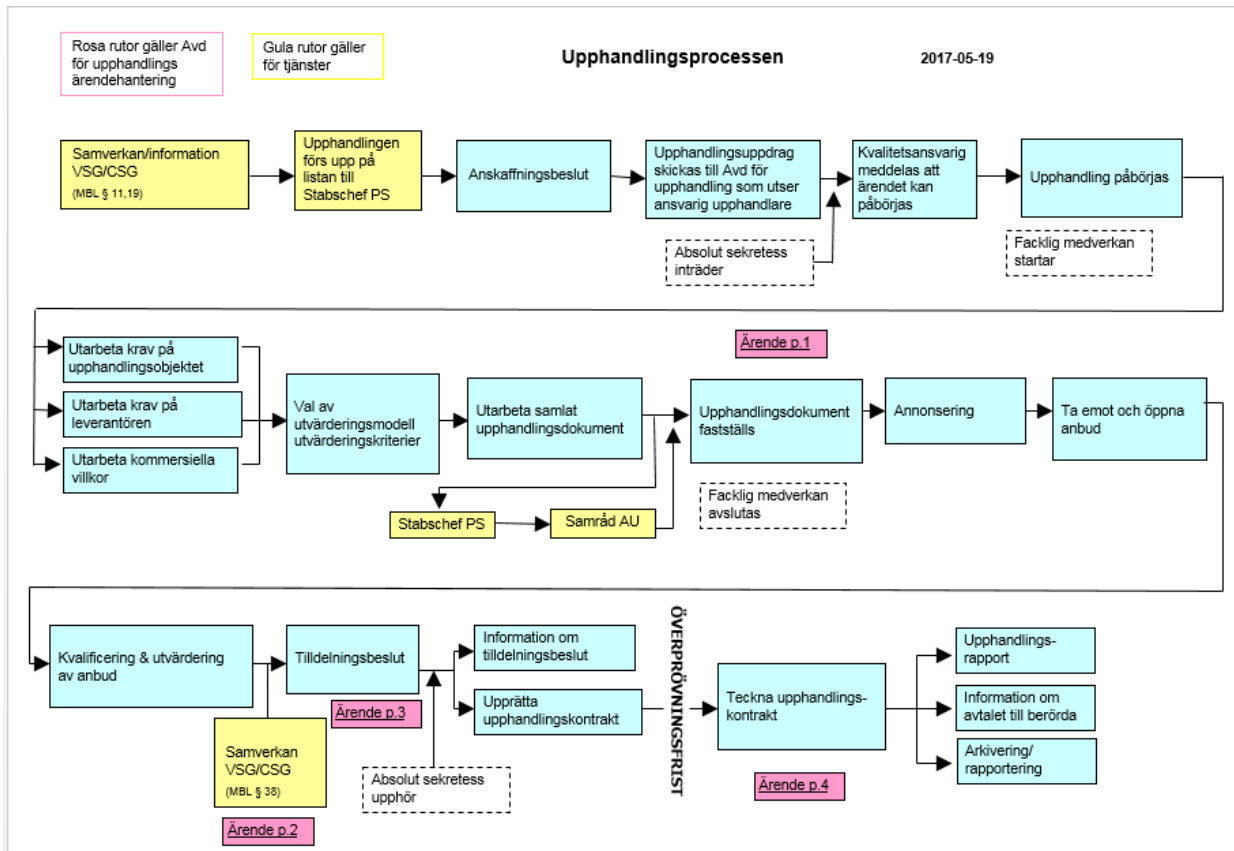 Rosa rutor gäller Avd
för upphandlings
ärendehantering
Gula rutor gäller
för tjänster
Upphandlingsprocessen
2017-05-19
Samverkan/information
VSG/CSG
(MBL § 11,19)
Upphandlingen
förs upp på
listan till
Stabschef PS
Anskaffningsbeslut
Upphandlingsuppdrag
skickas till Avd för
upphandling som utser
ansvarig upphandlare
Kvalitetsansvarig
meddelas att
ärendet kan
påbörjas
Upphandling påbörjas
Absolut sekretess
inträder
Facklig medverkan
startar
Ärende p.1
Utarbeta krav på
upphandlingsobjektet
Utarbeta krav på
leverantören
Utarbeta kommersiella
villkor
Val av
utvärderingsmodell
utvärderingskriterier
Utarbeta samlat
upphandlingsdokument
Upphandlingsdokument
fastställs
Annonsering
Ta emot och öppna
anbud
Stabschef PS
Samråd AU
Facklig medverkan
avslutas
Kvalificering & utvärdering
av anbud
Tilldelningsbeslut
Information om
tilldelningsbeslut
Upprätta
upphandlingskontrakt
ÖVERPRÖVNINGSFRIST
Teckna upphandlings-
kontrakt
Upphandlings-
rapport
Information om
avtalet till berörda
Arkivering/
rapportering
Ärende p.3
Samverkan
VSG/CSG
(MBL § 38)
Absolut sekretess
upphör
Ärende p.4
Ärende p.2